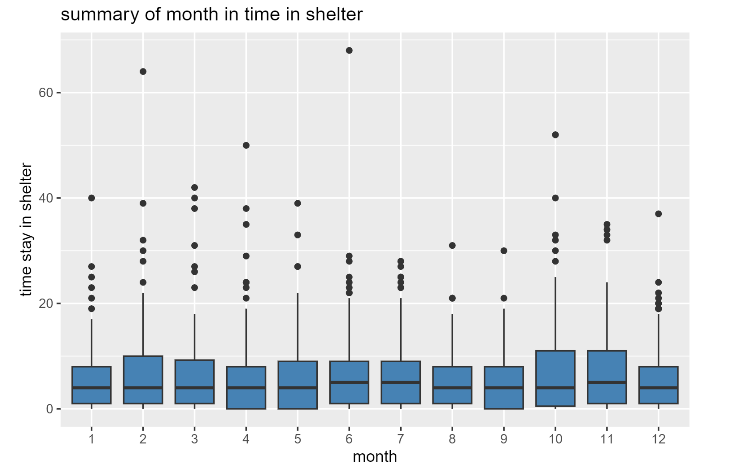 summary of month in time in shelter
time stay in shelter
60
40
20
0
1 2 3 4 5 6 7 8 9 10 11 12
month